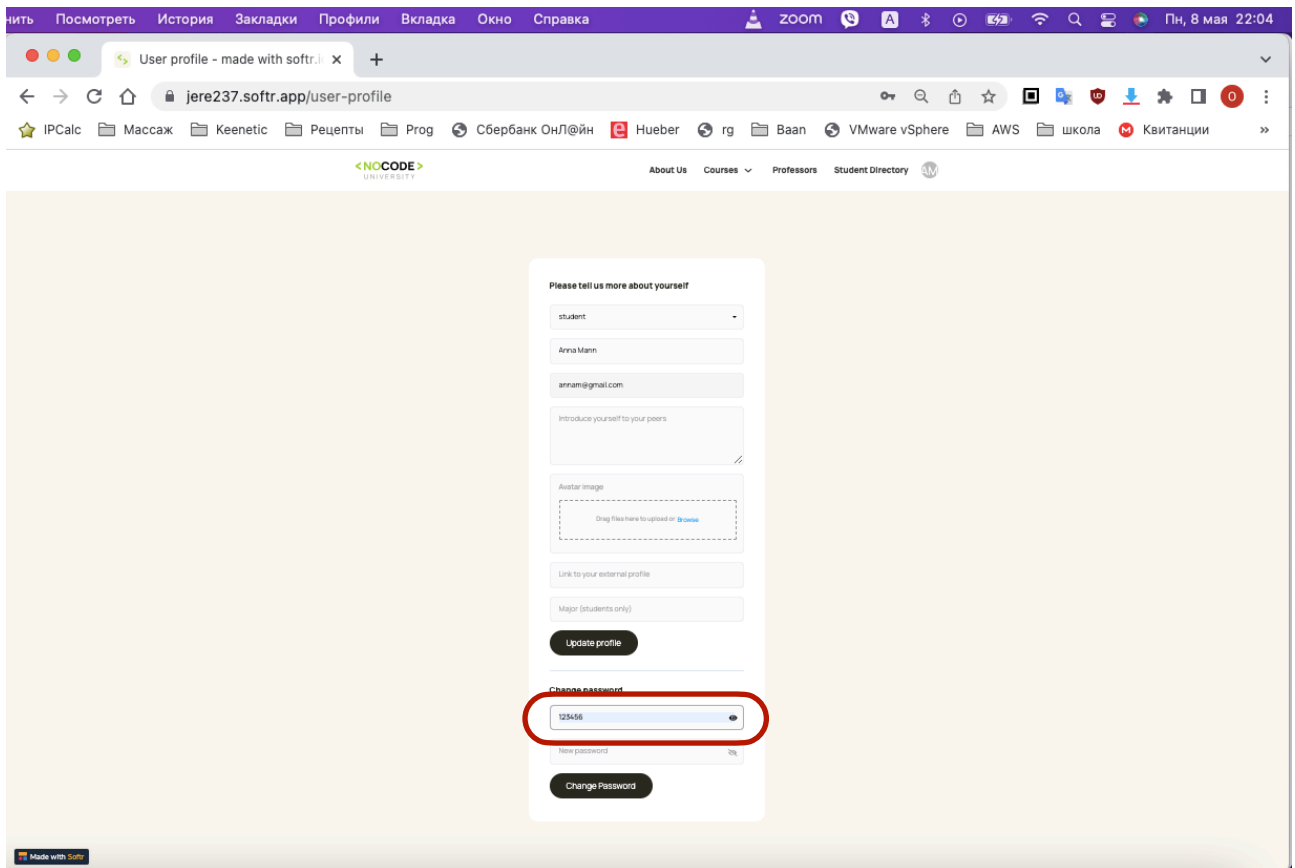 нить Посмотреть История Закладки Профили Вкладка Окно Справка zoom A Пн, 8 мая 22:04
User profile - made with softr.i
jere237.softr.app/user-profile
IPCalc Массаж Keenetic Рецепты Prog Сбербанк ОнЛ@йн Hueber rg Baan VMware vSphere AWS школа Квитанции »
<NOCODE> About Us Courses Professors Student Directory AM
UNIVERSITY
Please tell us more about yourself
student
Anna Mann
annam@gmail.com
Introduce yourself to your peers
Avatar image
Drag files here to upload or Browse
Link to your external profile
Major (students only)
Update profile
Change password
123456
New password
Change Password
Made with Softr